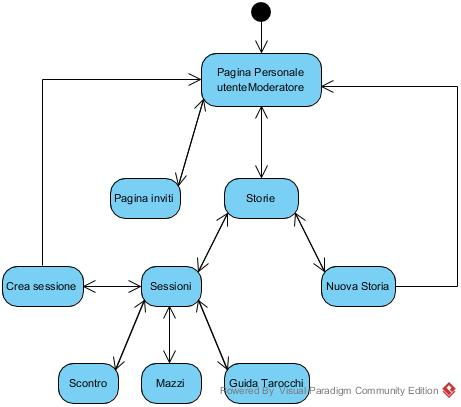 Pagina Personale
utenteModeratore
Pagina inviti
Storie
Crea sessione
Sessioni
Nuova Storia
Scontro
Mazzi
Guida Tarocchi
Powered By Visual Paradigm Community Edition